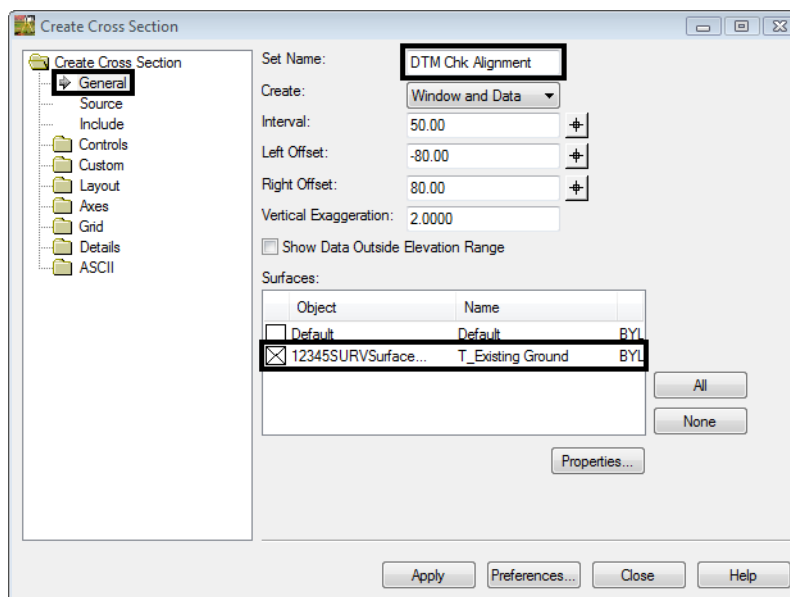 Create Cross Section
Create Cross Section
General
Source
Include
Controls
Custom
Layout
Axes
Grid
Details
ASCII
Set Name: DTM Chk Alignment
Create: Window and Data
Interval: 50.00
Left Offset: -80.00
Right Offset: 80.00
Vertical Exaggeration: 2.0000
Show Data Outside Elevation Range
Surfaces:
Object Name
Default Default BYL
12345SURVSurface... T_Existing Ground BYL
All
None
Properties...
Apply Preferences... Close Help